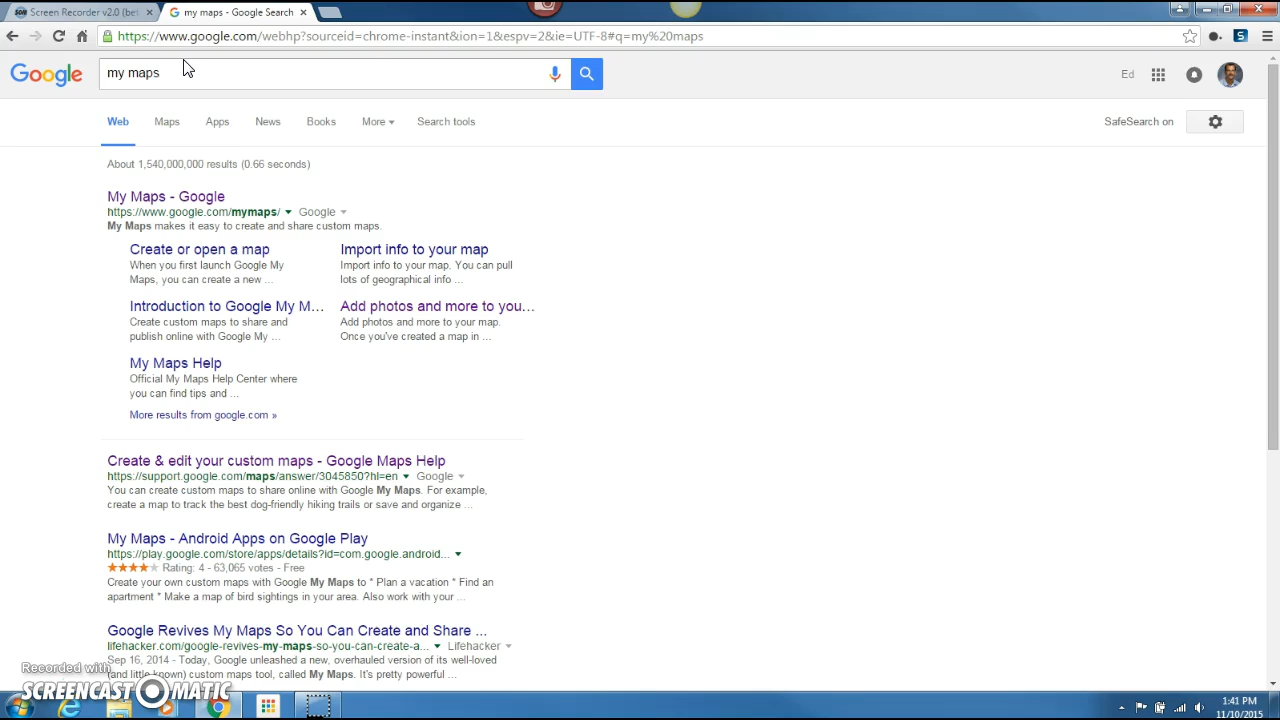 Screen Recorder v2.0 (bet
my maps - Google Search
https://www.google.com/webhp?sourceid=chrome-instant&ion=1&espv=2&ie=UTF-8#q=my%20maps
Google
my maps
Ed
Web Maps Apps News Books More Search tools
SafeSearch on
About 1,540,000,000 results (0.66 seconds)
My Maps - Google
https://www.google.com/mymaps/ Google
My Maps makes it easy to create and share custom maps.
Create or open a map
When you first launch Google My
Maps, you can create a new ...
Import info to your map
Import info to your map. You can pull
lots of geographical info ...
Introduction to Google My M...
Create custom maps to share and
publish online with Google My ...
Add photos and more to you...
Add photos and more to your map.
Once you've created a map in ...
My Maps Help
Official My Maps Help Center where
you can find tips and ...
More results from google.com »
Create & edit your custom maps - Google Maps Help
https://support.google.com/maps/answer/3045850?hl=en Google
You can create custom maps to share online with Google My Maps. For example,
create a map to track the best dog-friendly hiking trails or save and organize ...
My Maps - Android Apps on Google Play
https://play.google.com/store/apps/details?id=com.google.android...
Rating: 4 - 63,065 votes - Free
Create your own custom maps with Google My Maps to * Plan a vacation * Find an
apartment * Make a map of bird sightings in your area. Also work with your ...
Google Revives My Maps So You Can Create and Share ...
lifehacker.com/google-revives-my-maps-so-you-can-create-a... Lifehacker
Sep 16, 2014 - Today, Google unleashed a new, overhauled version of its well-loved
(and little known) custom maps tool, called My Maps. It's pretty powerful ...
Recorded with
SCREENCAST MATIC
1:41 PM
11/10/2015